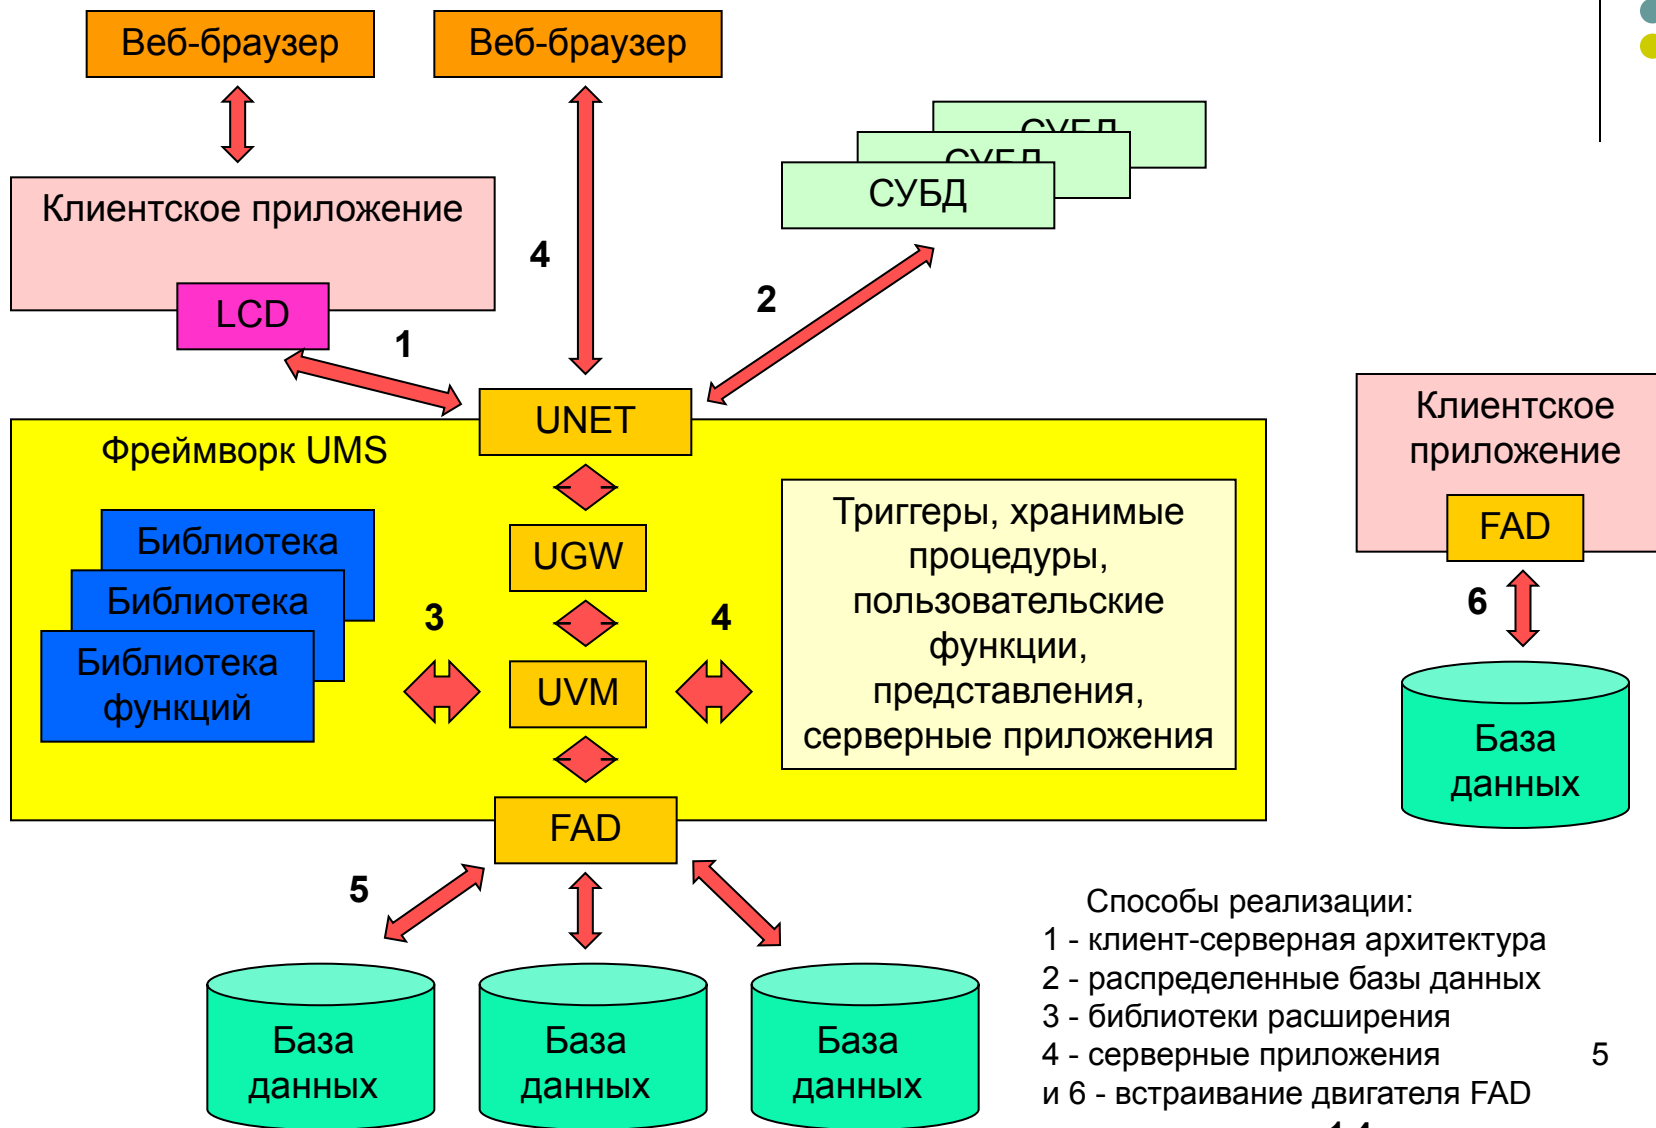 Веб-браузер
Веб-браузер
СУБД
СУБД
СУБД
Клиентское приложение
LCD
1
4
2
UNET
Фреймворк UMS
Библиотека
Библиотека
Библиотека
функций
3
UGW
UVM
4
Триггеры, хранимые
процедуры,
пользовательские
функции,
представления,
серверные приложения
FAD
5
База
данных
База
данных
База
данных
Клиентское
приложение
FAD
6
База
данных
Способы реализации:
1 - клиент-серверная архитектура
2 - распределенные базы данных
3 - библиотеки расширения
4 - серверные приложения
5
и 6 - встраивание двигателя FAD